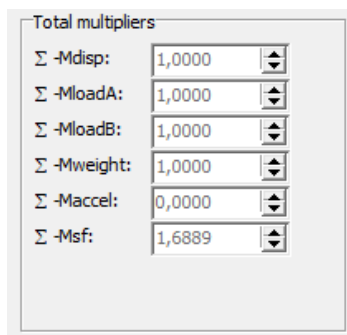 Total multipliers
Σ -Mdisp: 1,0000
Σ -MloadA: 1,0000
Σ -MloadB: 1,0000
Σ -Mweight: 1,0000
Σ -Maccel: 0,0000
Σ -Msf: 1,6889